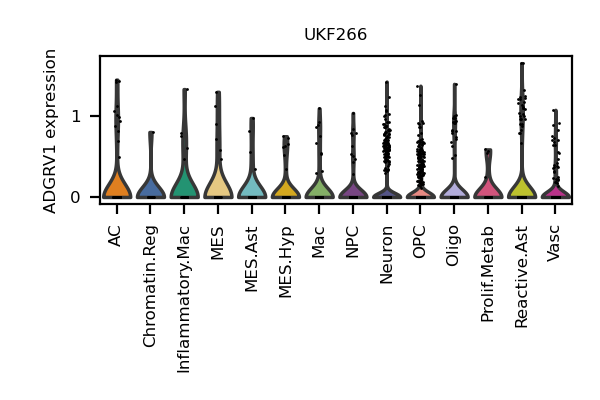 UKF266
ADGRV1 expression
1
0
AC
Chromatin.Reg
Inflammatory.Mac
MES
MES.Ast
MES.Hyp
Mac
NPC
Neuron
OPC
Oligo
Prolif.Metab
Reactive.Ast
Vasc